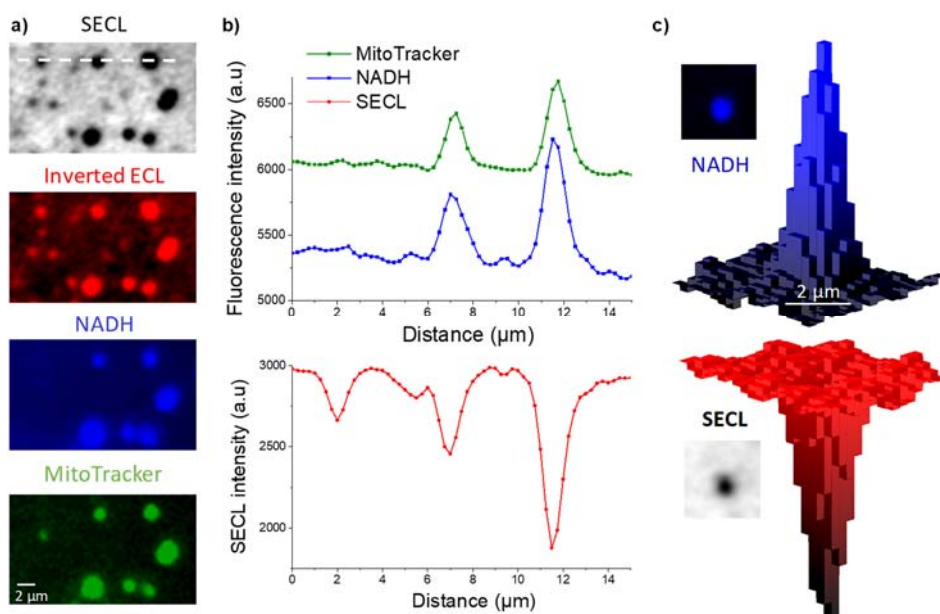 a)
SECL
Inverted ECL
NADH
MitoTracker
2 µm
b)
MitoTracker
NADH
SECL
Fluorescence intensity (a.u)
6500
6000
5500
5000
0 2 4 6 8 10 12 14
Distance (µm)
SECL intensity (a.u)
3000
2500
2000
0 2 4 6 8 10 12 14
Distance (µm)
c)
NADH
2 µm
SECL